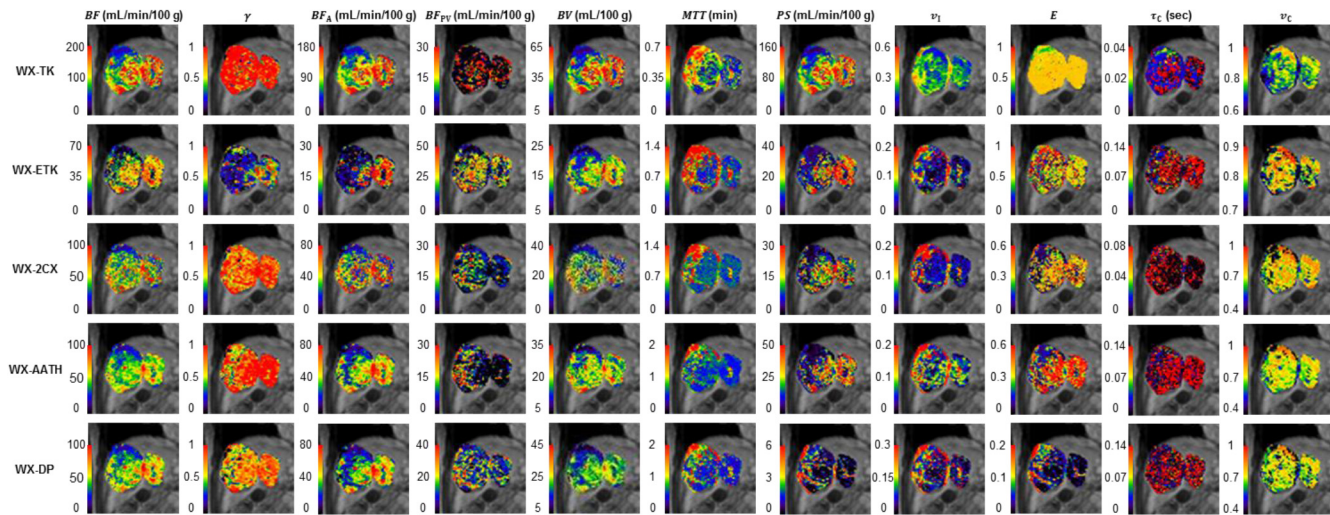 BF (mL/min/100 g) γ BF_A (mL/min/100 g) BF_PV (mL/min/100 g) BV (mL/100 g) MTT (min) PS (mL/min/100 g) v_I E τ_C (sec) v_C
200 1 180 30 65 0.7 160 0.6 1 0.04 1
WX-TK 100 0.5 90 15 35 0.35 80 0.3 0.5 0.02 0.8
0 0 0 0 5 0 0 0 0 0 0.6
70 1 30 50 25 1.4 40 0.2 1 0.14 0.9
WX-ETK 35 0.5 15 25 15 0.7 20 0.1 0.5 0.07 0.8
0 0 0 0 5 0 0 0 0 0 0.7
100 1 80 30 40 1.4 30 0.2 0.6 0.08 1
WX-2CX 50 0.5 40 15 20 0.7 15 0.1 0.3 0.04 0.7
0 0 0 0 0 0 0 0 0 0 0.4
100 1 80 30 35 2 50 0.2 0.6 0.14 1
WX-AATH 50 0.5 40 15 20 1 25 0.1 0.3 0.07 0.7
0 0 0 0 5 0 0 0 0 0 0.4
100 1 80 40 45 2 6 0.3 0.2 0.14 1
WX-DP 50 0.5 40 20 25 1 3 0.15 0.1 0.07 0.7
0 0 0 0 5 0 0 0 0 0 0.4